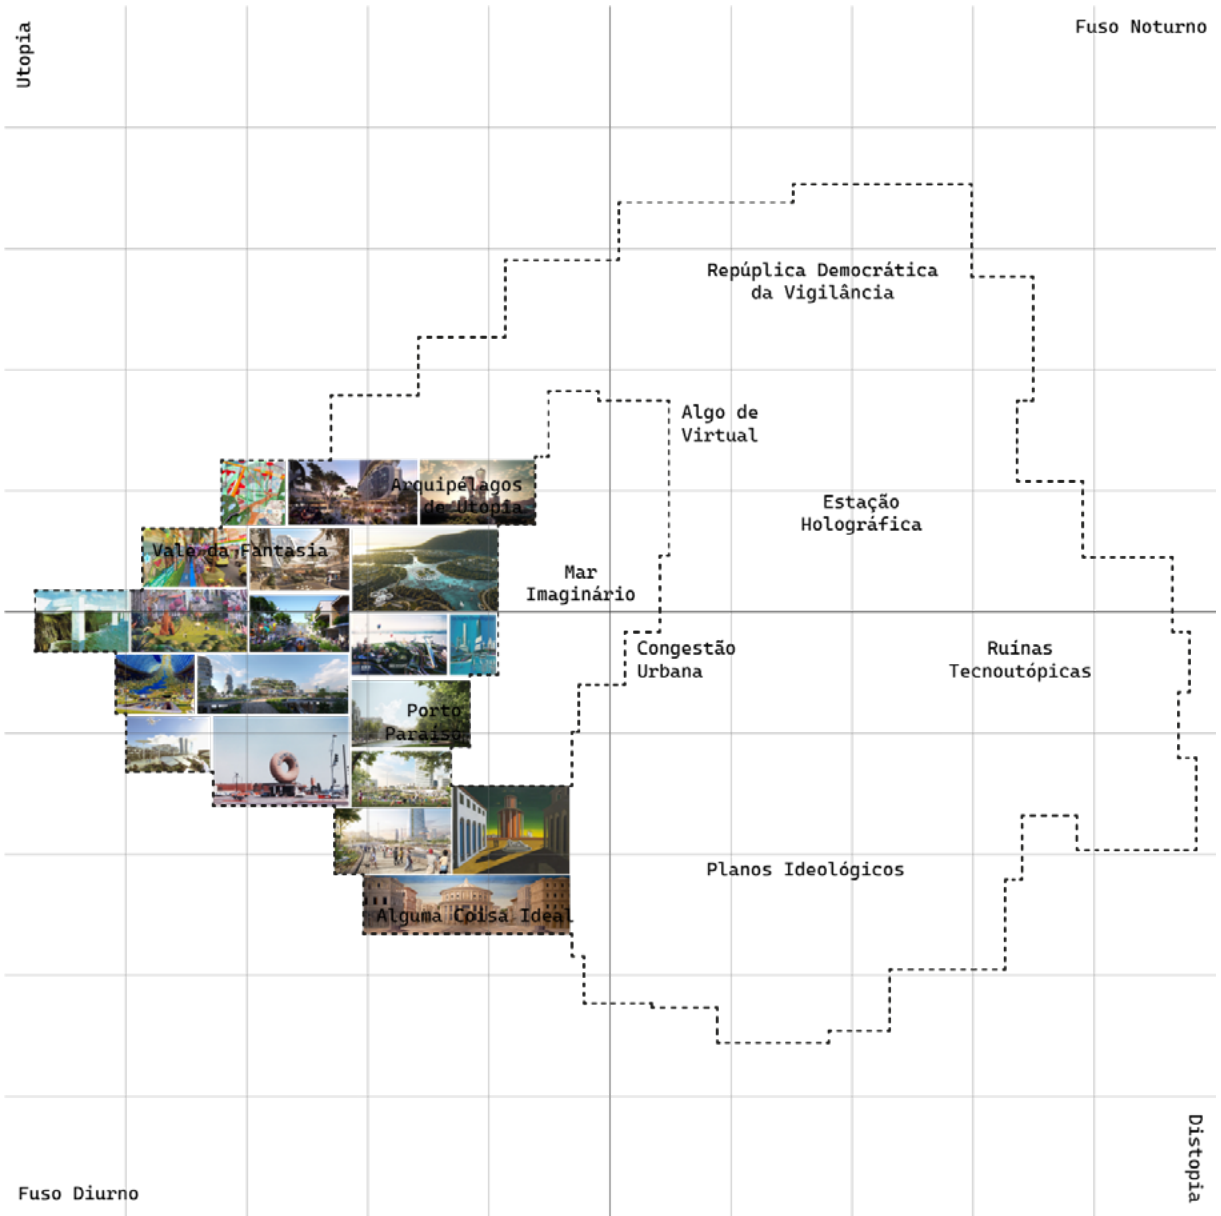 Utopia
Fuso Noturno
Repúplica Democrática
da Vigilância
Algo de
Virtual
Arquipélagos
de Utopia
Estação
Holográfica
Vale da Fantasia
Mar
Imaginário
Congestão
Urbana
Ruínas
Tecnoutópicas
Porto
Paraíso
Planos Ideológicos
Alguma Coisa Ideal
Distopia
Fuso Diurno